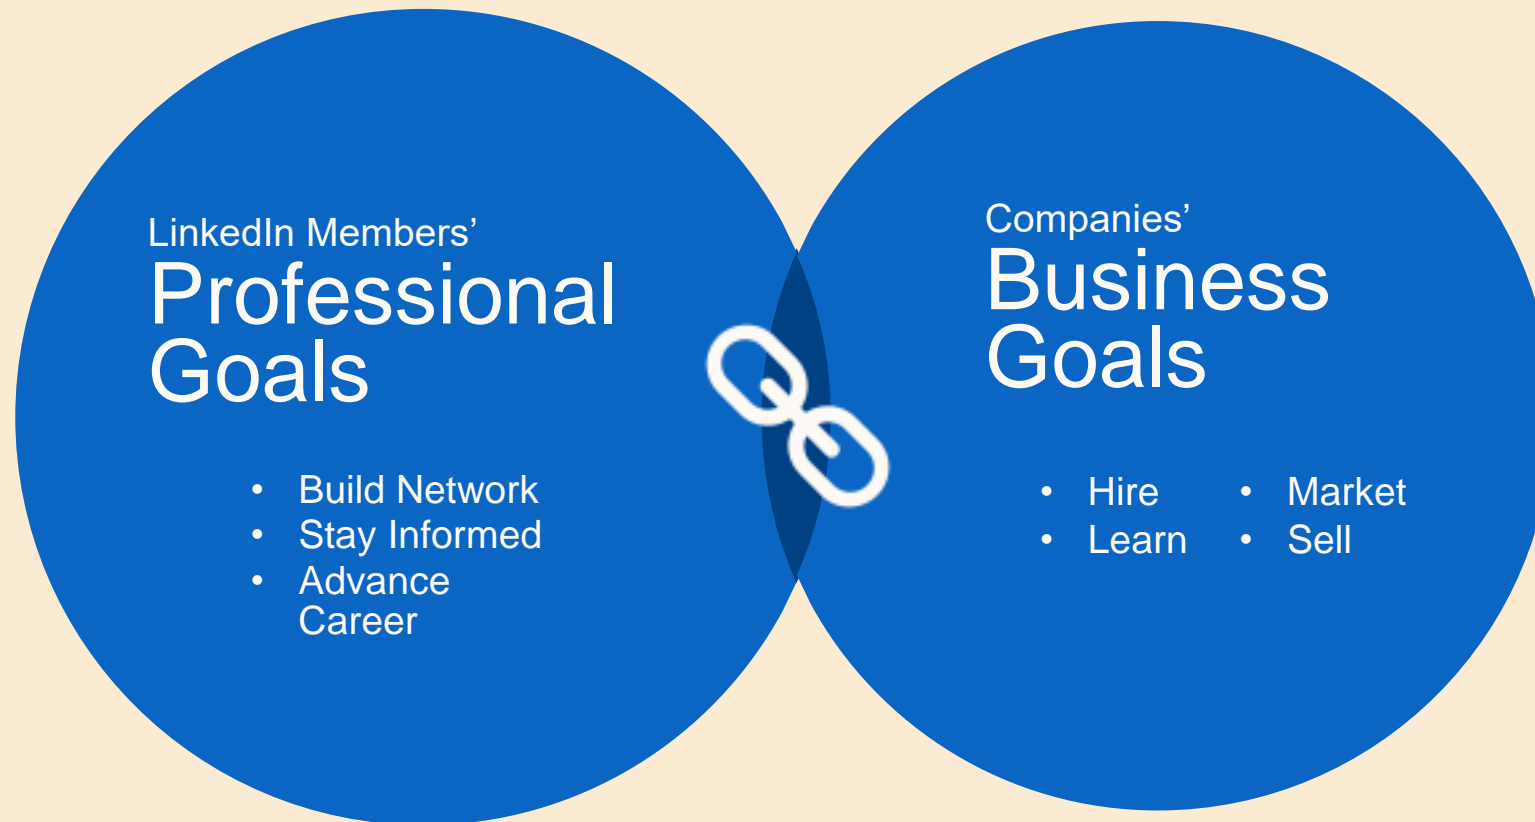 LinkedIn Members’
Professional
Goals
• Build Network
• Stay Informed
• Advance
Career
Companies’
Business
Goals
• Hire
• Learn
• Market
• Sell